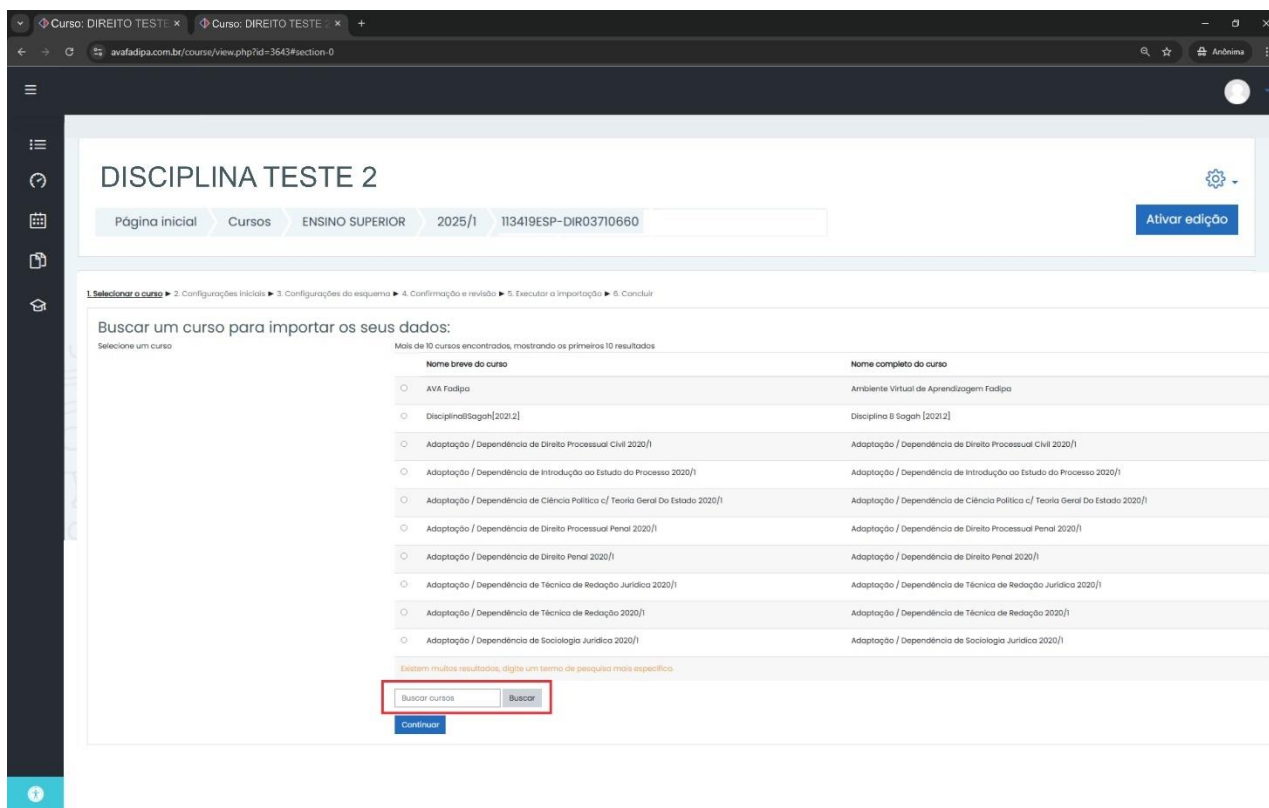 Curso: DIREITO TESTE
Curso: DIREITO TESTE 2
avafadipa.com.br/course/view.php?id=3643#section-0
Anônima
DISCIPLINA TESTE 2
Página inicial Cursos ENSINO SUPERIOR 2025/1 113419ESP-DIR03710660
Ativar edição
1. Selecionar o curso ► 2. Configurações iniciais ► 3. Configurações do esquema ► 4. Confirmação e revisão ► 5. Executar a importação ► 6. Concluir
Buscar um curso para importar os seus dados:
Selecione um curso
Mais de 10 cursos encontrados, mostrando os primeiros 10 resultados
Nome breve do curso Nome completo do curso
AVA Fadipa Ambiente Virtual de Aprendizagem Fadipa
DisciplinaBSagah[2021.2] Disciplina B Sagah [2021.2]
Adaptação / Dependência de Direito Processual Civil 2020/1 Adaptação / Dependência de Direito Processual Civil 2020/1
Adaptação / Dependência de Introdução ao Estudo do Processo 2020/1 Adaptação / Dependência de Introdução ao Estudo do Processo 2020/1
Adaptação / Dependência de Ciência Política c/ Teoria Geral Do Estado 2020/1 Adaptação / Dependência de Ciência Política c/ Teoria Geral Do Estado 2020/1
Adaptação / Dependência de Direito Processual Penal 2020/1 Adaptação / Dependência de Direito Processual Penal 2020/1
Adaptação / Dependência de Direito Penal 2020/1 Adaptação / Dependência de Direito Penal 2020/1
Adaptação / Dependência de Técnica de Redação Jurídica 2020/1 Adaptação / Dependência de Técnica de Redação Jurídica 2020/1
Adaptação / Dependência de Técnica de Redação 2020/1 Adaptação / Dependência de Técnica de Redação 2020/1
Adaptação / Dependência de Sociologia Jurídica 2020/1 Adaptação / Dependência de Sociologia Jurídica 2020/1
Existem muitos resultados, digite um termo de pesquisa mais específico.
Buscar cursos Buscar
Continuar